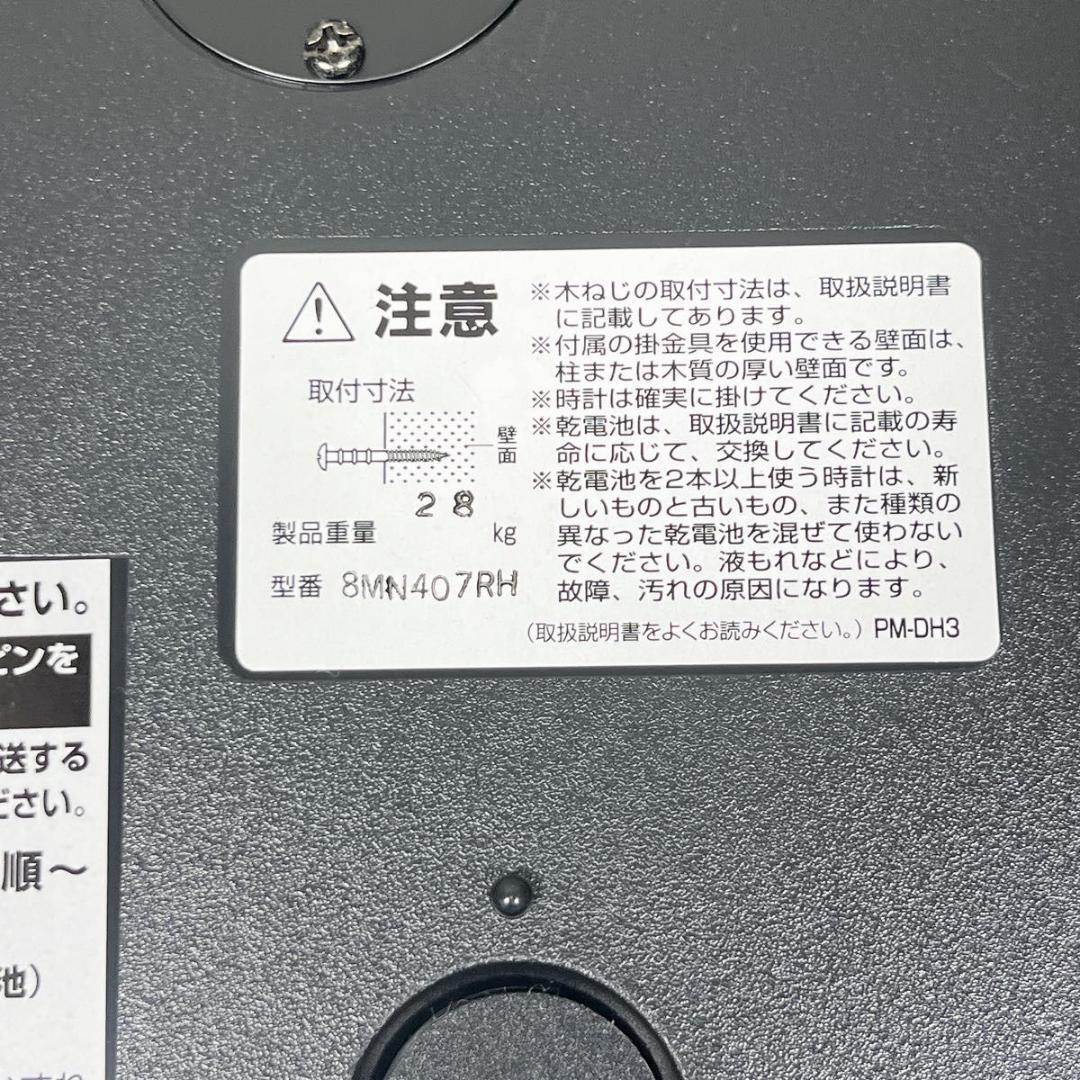 注意
取付寸法
壁
面
2 8
製品重量 kg
型番 8MN407RH
※木ねじの取付寸法は、取扱説明書
に記載してあります。
※付属の掛金具を使用できる壁面は、
柱または木質の厚い壁面です。
※時計は確実に掛けてください。
※乾電池は、取扱説明書に記載の寿
命に応じて、交換してください。
※乾電池を2本以上使う時計は、新
しいものと古いもの、また種類の
異なった乾電池を混ぜて使わない
でください。液もれなどにより、
故障、汚れの原因になります。
(取扱説明書をよくお読みください。) PM-DH3
さい。
ピンを
送する
ださい。
順～
池)